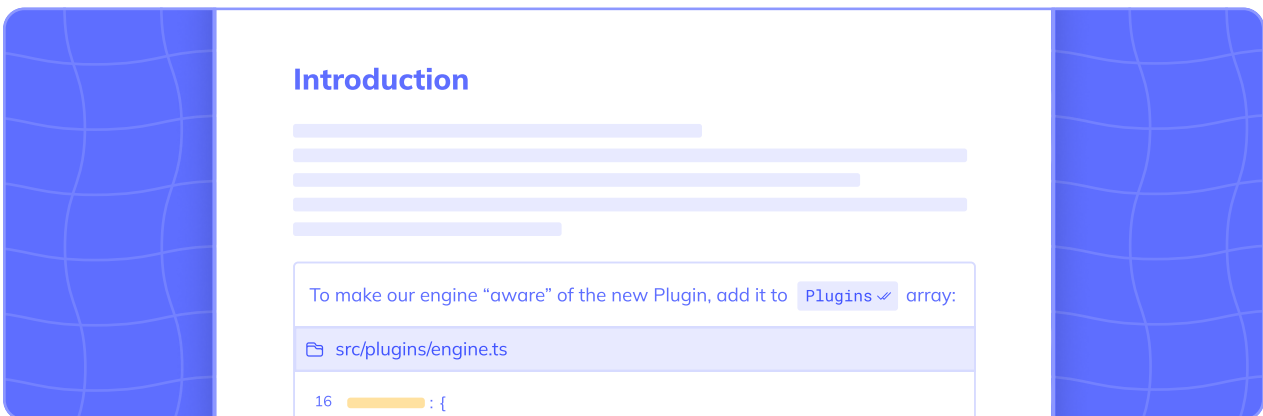 Introduction
To make our engine “aware” of the new Plugin, add it to Plugins array:
src/plugins/engine.ts
16 : {